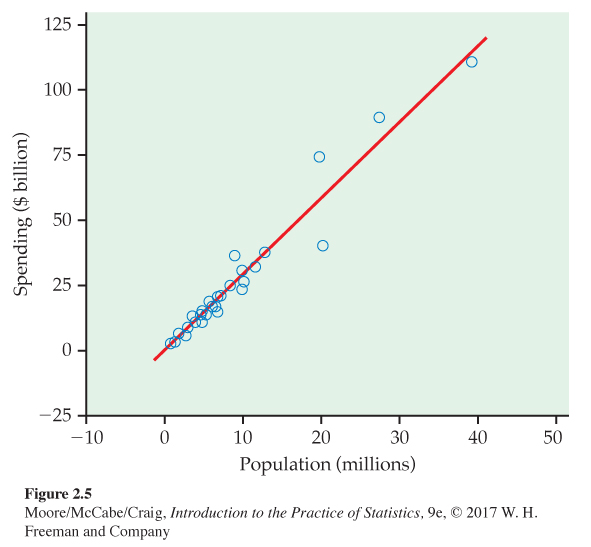 125
100
75
50
25
0
−25
Spending ($ billion)
−10 0 10 20 30 40 50
Population (millions)
Figure 2.5
Moore/McCabe/Craig, Introduction to the Practice of Statistics, 9e, © 2017 W. H.
Freeman and Company